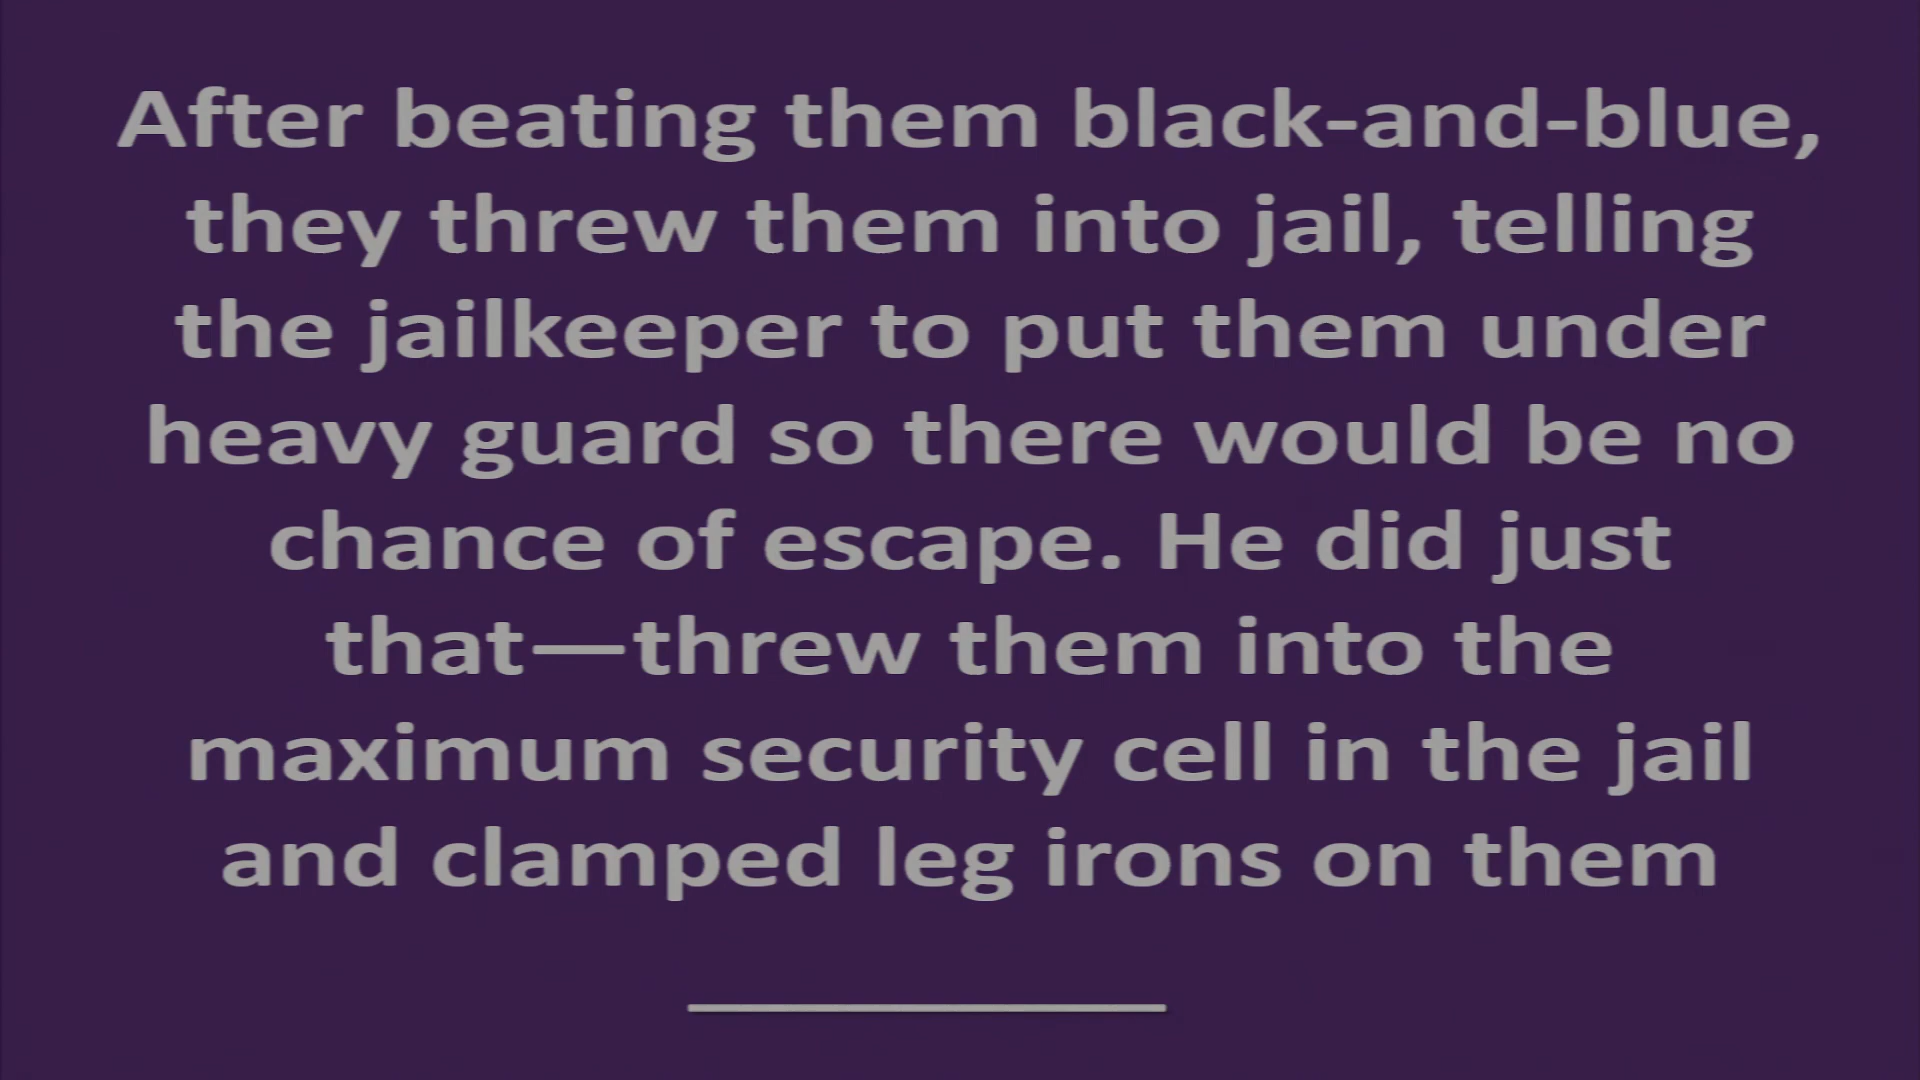 After beating them black-and-blue,
they threw them into jail, telling
the jailkeeper to put them under
heavy guard so there would be no
chance of escape. He did just
that—threw them into the
maximum security cell in the jail
and clamped leg irons on them